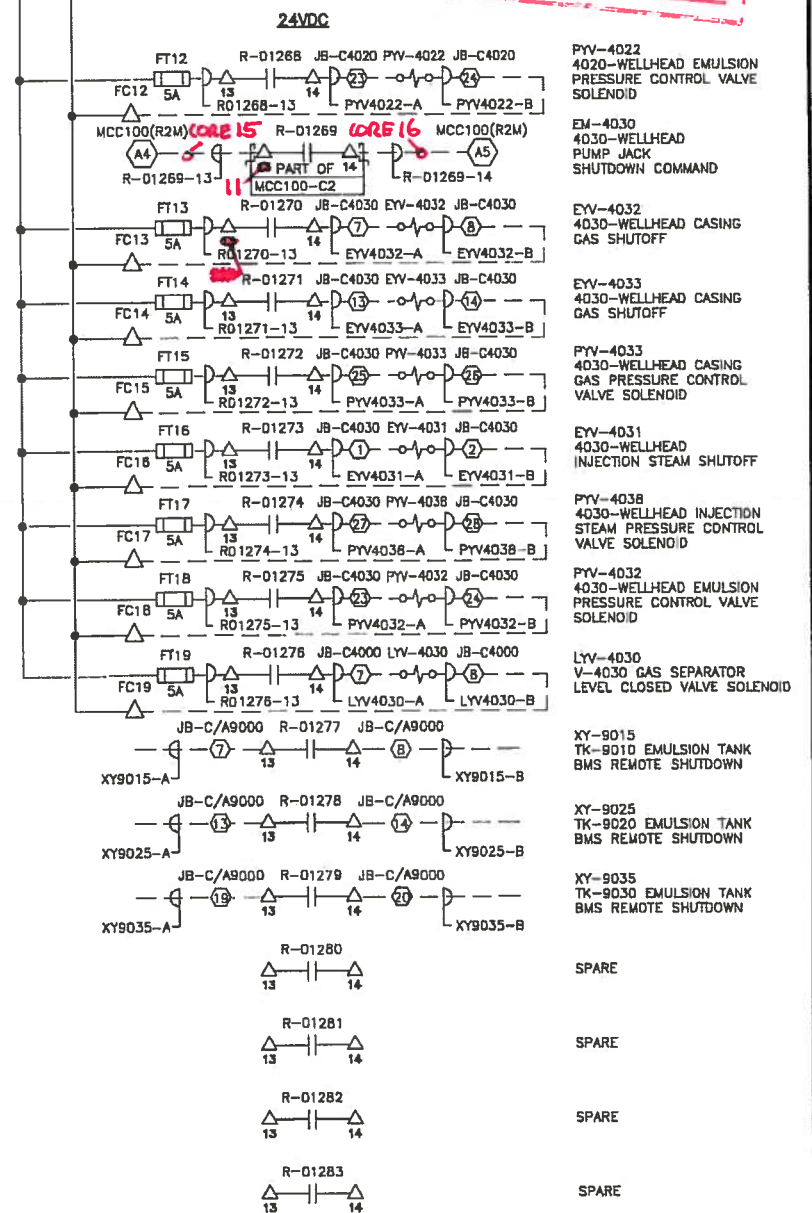 24VDC
FT12 R-01268 JB-C4020 PYV-4022 JB-C4020 PYV-4022
4020-WELLHEAD EMULSION
PRESSURE CONTROL VALVE
SOLENOID
FC12 5A 13 14 23 24
R01268-13 PYV4022-A PYV4022-B
MCC100(R2M) CORE 15 R-01269 CORE 16 MCC100(R2M) EM-4030
4030-WELLHEAD
PUMP JACK
SHUTDOWN COMMAND
A4 A5
R-01269-13 11 PART OF 14 R-01269-14
MCC100-C2
FT13 R-01270 JB-C4030 EYV-4032 JB-C4030 EYV-4032
4030-WELLHEAD CASING
GAS SHUTOFF
FC13 5A 14 7 8
R01270-13 EYV4032-A EYV4032-B
FT14 R-01271 JB-C4030 EYV-4033 JB-C4030 EYV-4033
4030-WELLHEAD CASING
GAS SHUTOFF
FC14 5A 13 14 13 14
R01271-13 EYV4033-A EYV4033-B
FT15 R-01272 JB-C4030 PYV-4033 JB-C4030 PYV-4033
4030-WELLHEAD CASING
GAS PRESSURE CONTROL
VALVE SOLENOID
FC15 5A 13 14 25 26
R01272-13 PYV4033-A PYV4033-B
FT16 R-01273 JB-C4030 EYV-4031 JB-C4030 EYV-4031
4030-WELLHEAD
INJECTION STEAM SHUTOFF
FC16 5A 13 14 1 2
R01273-13 EYV4031-A EYV4031-B
FT17 R-01274 JB-C4030 PYV-4038 JB-C4030 PYV-4038
4030-WELLHEAD INJECTION
STEAM PRESSURE CONTROL
VALVE SOLENOID
FC17 5A 13 14 27 28
R01274-13 PYV4038-A PYV4038-B
FT18 R-01275 JB-C4030 PYV-4032 JB-C4030 PYV-4032
4030-WELLHEAD EMULSION
PRESSURE CONTROL VALVE
SOLENOID
FC18 5A 13 14 23 24
R01275-13 PYV4032-A PYV4032-B
FT19 R-01276 JB-C4000 LYV-4030 JB-C4000 LYV-4030
V-4030 GAS SEPARATOR
LEVEL CLOSED VALVE SOLENOID
FC19 5A 13 14 7 8
R01276-13 LYV4030-A LYV4030-B
JB-C/A9000 R-01277 JB-C/A9000 XY-9015
TK-9010 EMULSION TANK
BMS REMOTE SHUTDOWN
7 13 14 8
XY9015-A XY9015-B
JB-C/A9000 R-01278 JB-C/A9000 XY-9025
TK-9020 EMULSION TANK
BMS REMOTE SHUTDOWN
13 13 14 14
XY9025-A XY9025-B
JB-C/A9000 R-01279 JB-C/A9000 XY-9035
TK-9030 EMULSION TANK
BMS REMOTE SHUTDOWN
19 13 14 20
XY9035-A XY9035-B
R-01280
SPARE
13 14
R-01281
SPARE
13 14
R-01282
SPARE
13 14
R-01283
SPARE
13 14